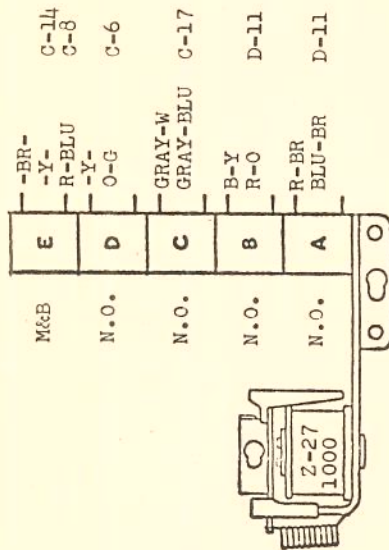 -BR-
M&B E -Y- C-14
R-BLU C-8
-Y-
N.O. D O-G C-6
GRAY-W
N.O. C GRAY-BLU C-17
B-Y
N.O. B R-O D-11
R-BR
N.O. A BLU-BR D-11
Z-27
1000